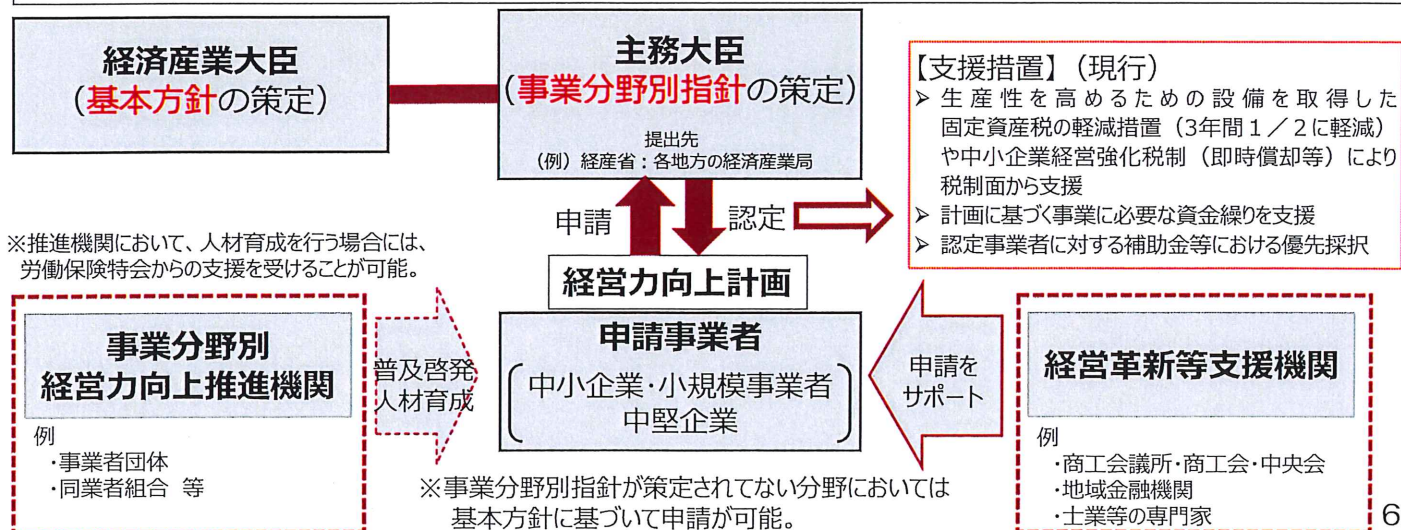 経済産業大臣
（基本方針の策定）
主務大臣
（事業分野別指針の策定）
提出先
（例）経産省：各地方の経済産業局
【支援措置】（現行）
➢ 生産性を高めるための設備を取得した
固定資産税の軽減措置（3年間１／２に軽減）
や中小企業経営強化税制（即時償却等）により
税制面から支援
➢ 計画に基づく事業に必要な資金繰りを支援
➢ 認定事業者に対する補助金等における優先採択
申請
認定
※推進機関において、人材育成を行う場合には、
労働保険特会からの支援を受けることが可能。
経営力向上計画
事業分野別
経営力向上推進機関
例
・事業者団体
・同業者組合 等
普及啓発
人材育成
申請事業者
中小企業・小規模事業者
中堅企業
申請を
サポート
経営革新等支援機関
例
・商工会議所・商工会・中央会
・地域金融機関
・士業等の専門家
※事業分野別指針が策定されてない分野においては
基本方針に基づいて申請が可能。
6